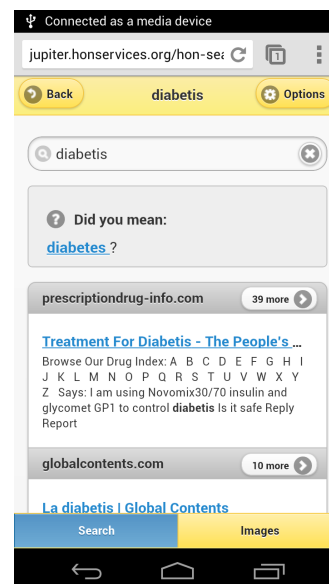 Connected as a media device
jupiter.honservices.org/hon-sea
1
Back
diabetis
Options
diabetis
Did you mean:
diabetes ?
prescriptiondrug-info.com
39 more
Treatment For Diabetis - The People's ...
Browse Our Drug Index: A B C D E F G H I
J K L M N O P Q R S T U V W X Y
Z Says: I am using Novomix30/70 insulin and
glycomet GP1 to control diabetis Is it safe Reply
Report
globalcontents.com
10 more
La diabetis | Global Contents
Search
Images